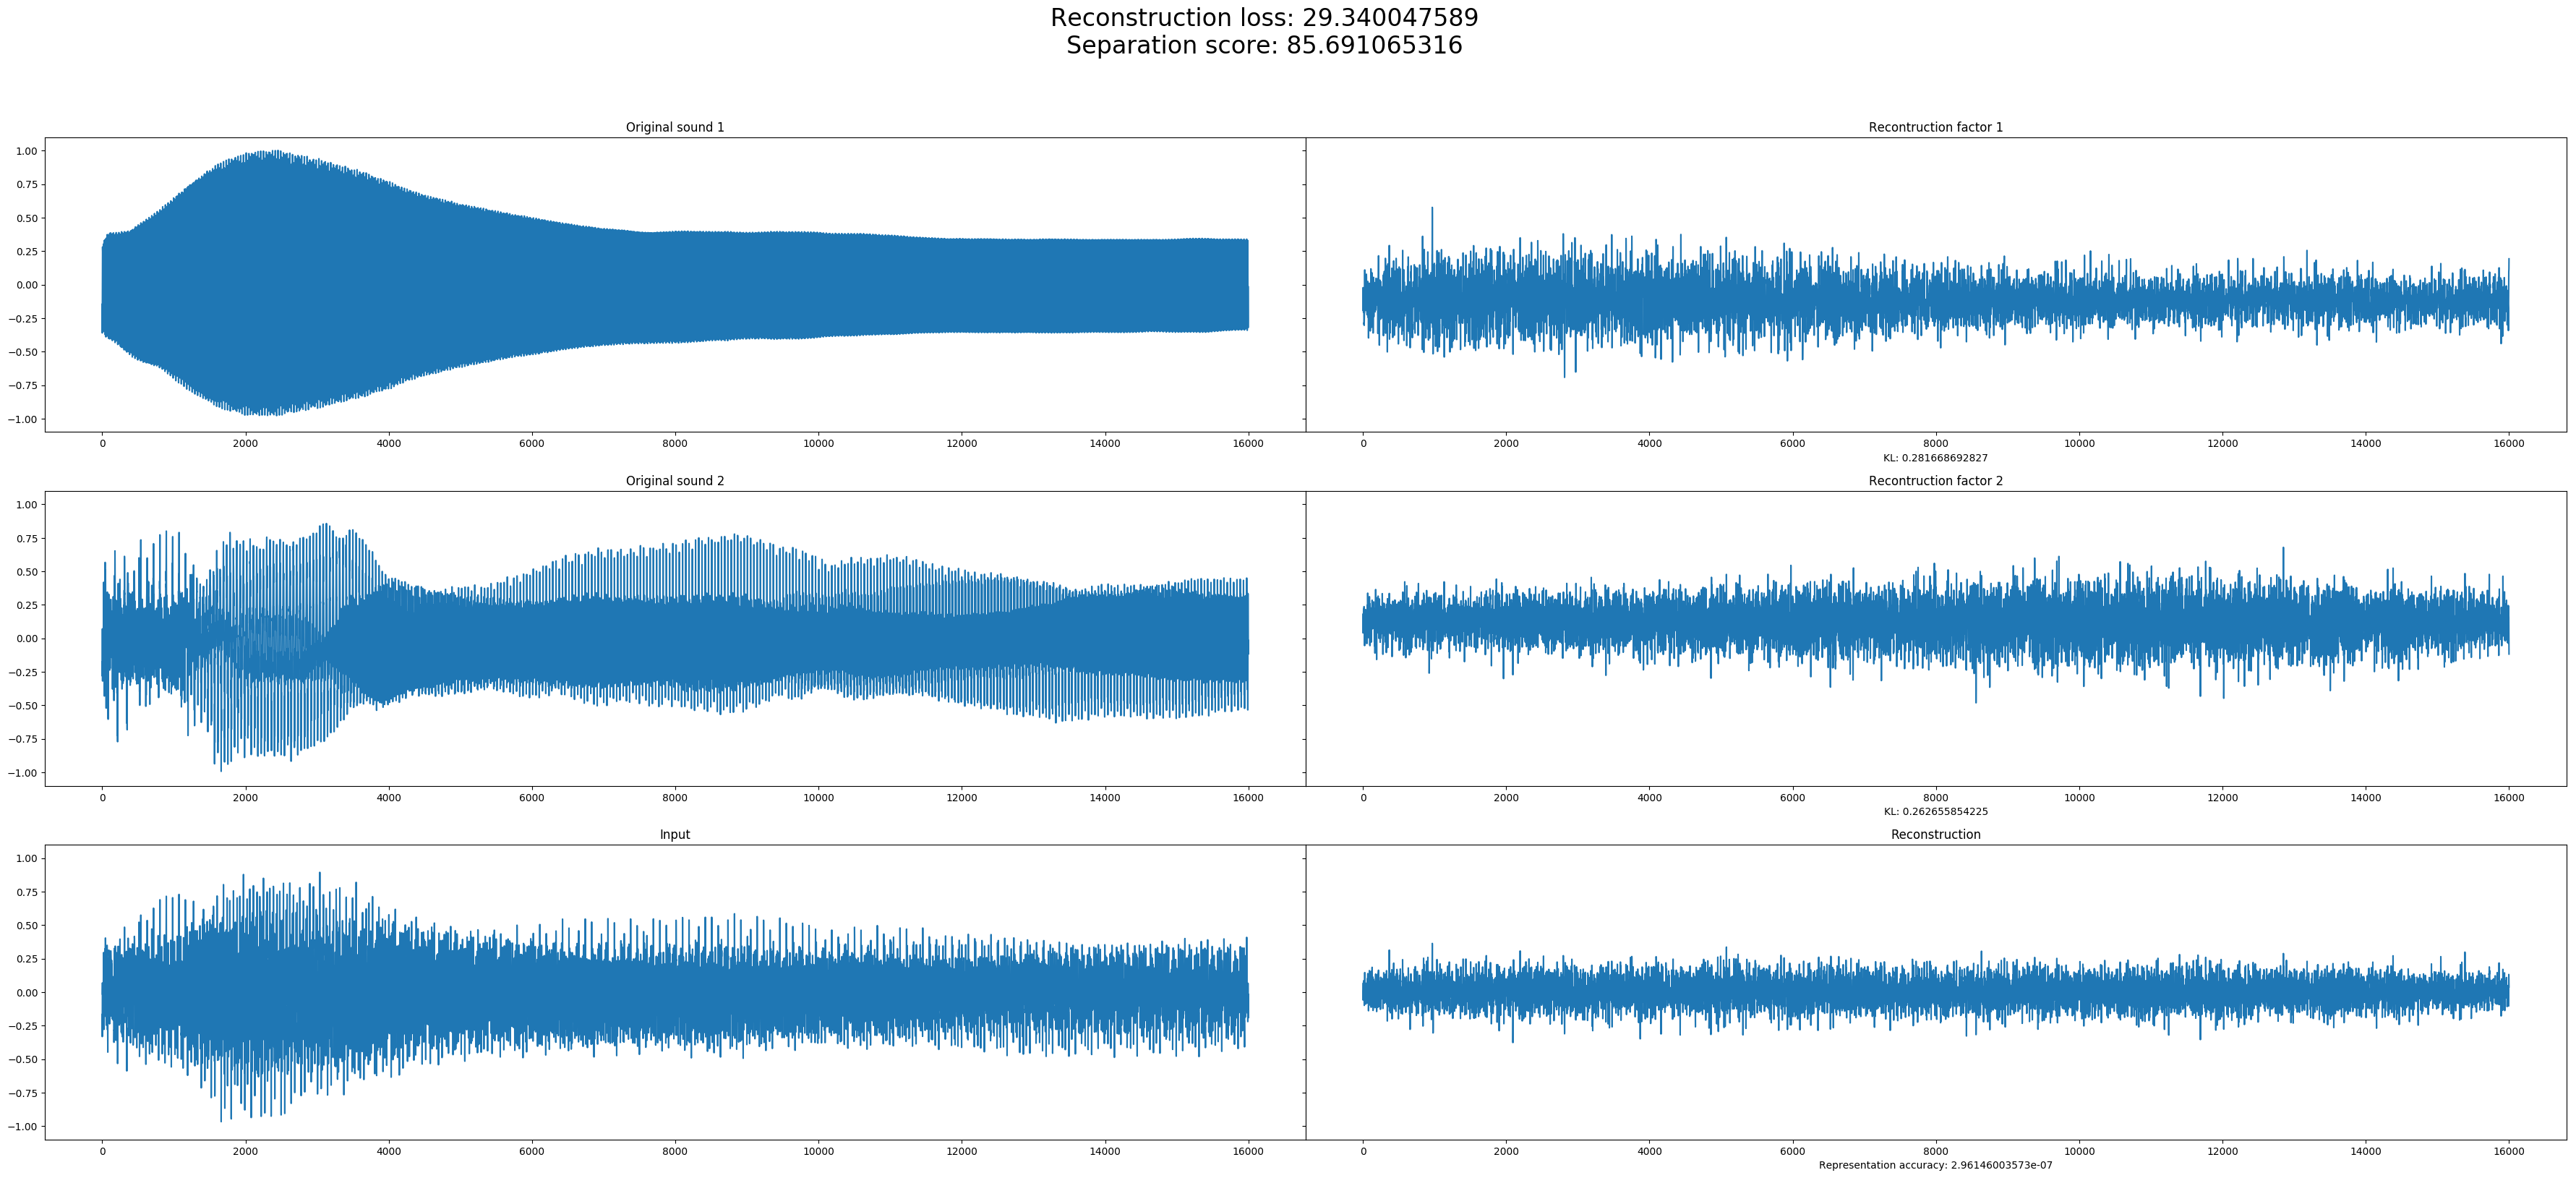 Reconstruction loss: 29.340047589
Separation score: 85.691065316
Original sound 1
Recontruction factor 1
1.00
0.75
0.50
0.25
0.00
−0.25
−0.50
−0.75
−1.00
0 2000 4000 6000 8000 10000 12000 14000 16000
0 2000 4000 6000 8000 10000 12000 14000 16000
KL: 0.281668692827
Original sound 2
Recontruction factor 2
1.00
0.75
0.50
0.25
0.00
−0.25
−0.50
−0.75
−1.00
0 2000 4000 6000 8000 10000 12000 14000 16000
0 2000 4000 6000 8000 10000 12000 14000 16000
KL: 0.262655854225
Input
Reconstruction
1.00
0.75
0.50
0.25
0.00
−0.25
−0.50
−0.75
−1.00
0 2000 4000 6000 8000 10000 12000 14000 16000
0 2000 4000 6000 8000 10000 12000 14000 16000
Representation accuracy: 2.96146003573e-07